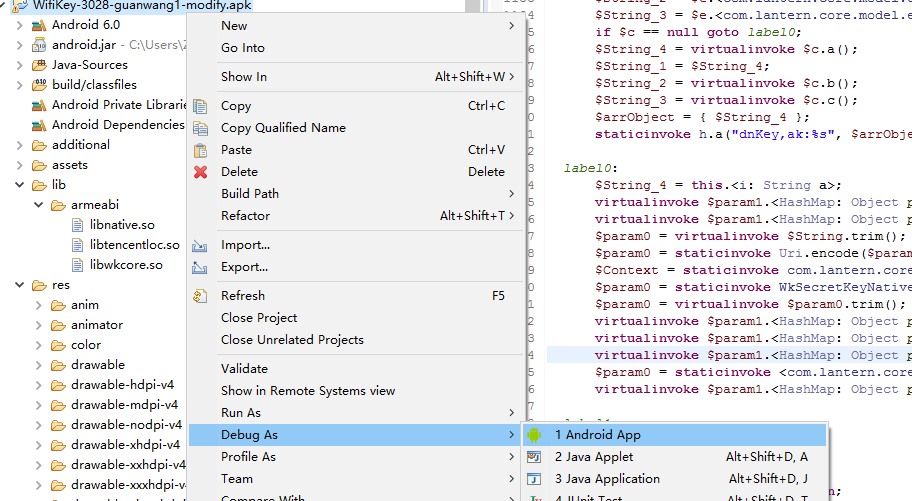 WifiKey-3028-guanwang1-modify.apk
Android 6.0
android.jar - C:\Users\
Java-Sources
build/classfiles
Android Private Librarie
Android Dependencies
additional
assets
lib
armeabi
libnative.so
libtencentloc.so
libwkcore.so
res
anim
animator
color
drawable
drawable-hdpi-v4
drawable-mdpi-v4
drawable-nodpi-v4
drawable-xhdpi-v4
drawable-xxhdpi-v4
drawable-xxxhdpi-v4
New
Go Into
Show In Alt+Shift+W
Copy Ctrl+C
Copy Qualified Name
Paste Ctrl+V
Delete Delete
Build Path
Refactor Alt+Shift+T
Import...
Export...
Refresh F5
Close Project
Close Unrelated Projects
Validate
Show in Remote Systems view
Run As
Debug As
Profile As
Team
Compare With
1 Android App
2 Java Applet Alt+Shift+D, A
3 Java Application Alt+Shift+D, J
4 JUnit Test Alt+Shift+D, T
$String_3 = $e.<com.lantern.core.model.e
if $c == null goto label0;
$String_4 = virtualinvoke $c.a();
$String_1 = $String_4;
$String_2 = virtualinvoke $c.b();
$String_3 = virtualinvoke $c.c();
$arrObject = { $String_4 };
staticinvoke h.a("dnKey,ak:%s", $arrObjec
label0:
$String_4 = this.<i: String a>;
virtualinvoke $param1.<HashMap: Object p
virtualinvoke $param1.<HashMap: Object p
$param0 = virtualinvoke $String.trim();
$param0 = staticinvoke Uri.encode($param
$Context = staticinvoke com.lantern.core
$param0 = staticinvoke WkSecretKeyNative
$param0 = virtualinvoke $param0.trim();
virtualinvoke $param1.<HashMap: Object p
virtualinvoke $param1.<HashMap: Object p
virtualinvoke $param1.<HashMap: Object p
$param0 = staticinvoke <com.lantern.core
virtualinvoke $param1.<HashMap: Object p